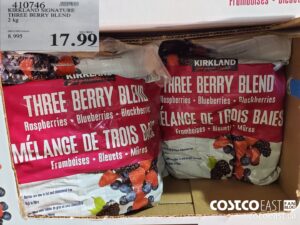 410746
KIRKLAND SIGNATURE
THREE BERRY BLEND
2 kg
8.995
17.99
KIRKLAND
THREE BERRY BLEND
Raspberries • Blueberries • Blackberries
MÉLANGE DE TROIS BAIES
Framboises • Bleuets • Mûres
KIRKLAND
THREE BERRY BLEND
Raspberries • Blueberries • Blackberries
MÉLANGE DE TROIS BAIES
Framboises • Bleuets • Mûres
COSTCO EAST
FAN
BLOG